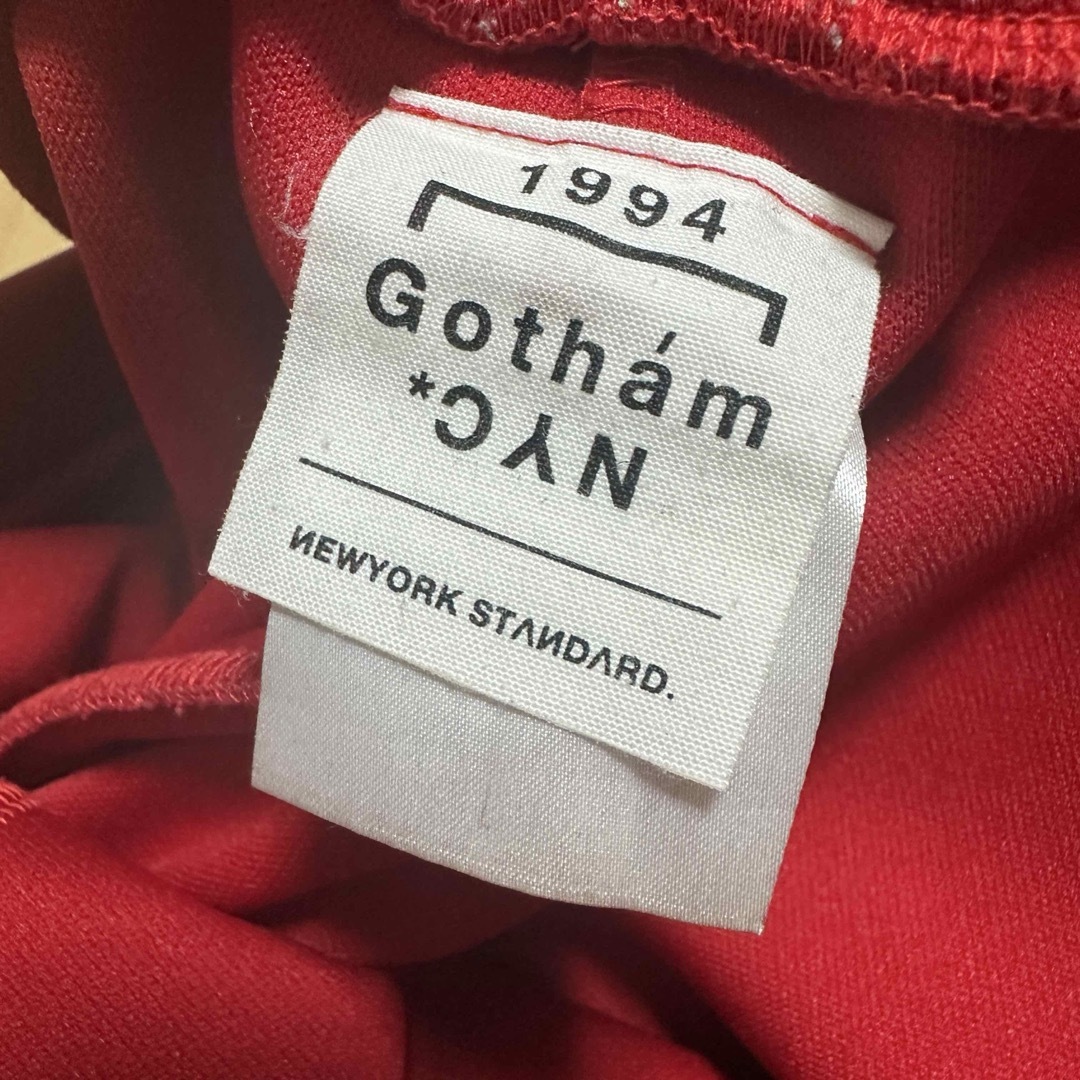 1994
Gothám
NYC*
NEWYORK STANDARD.